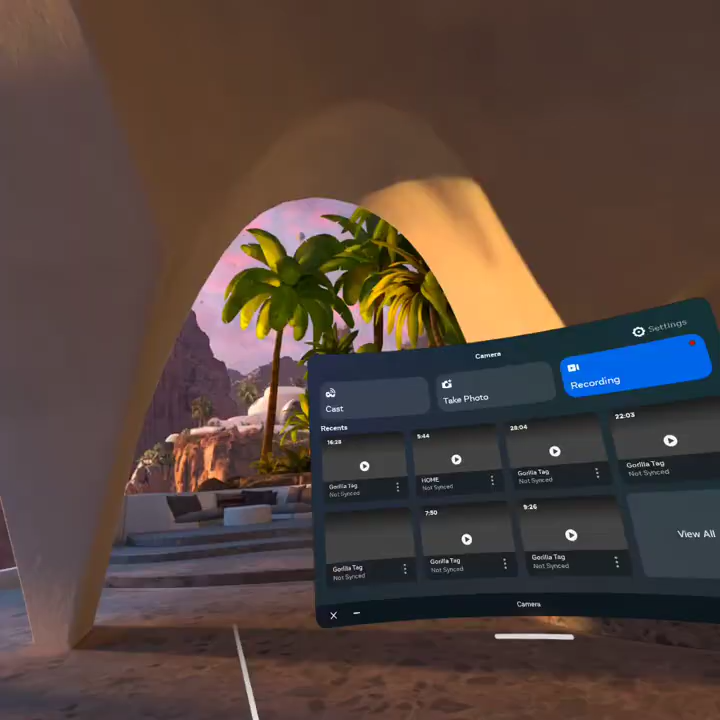 Settings
Camera
Cast
Take Photo
Recording
Recents
16:28
Gorilla Tag
Not Synced
5:44
HOME
Not Synced
28:04
Gorilla Tag
Not Synced
22:03
Gorilla Tag
Not Synced
Gorilla Tag
Not Synced
7:50
Gorilla Tag
Not Synced
9:26
Gorilla Tag
Not Synced
View All
Camera